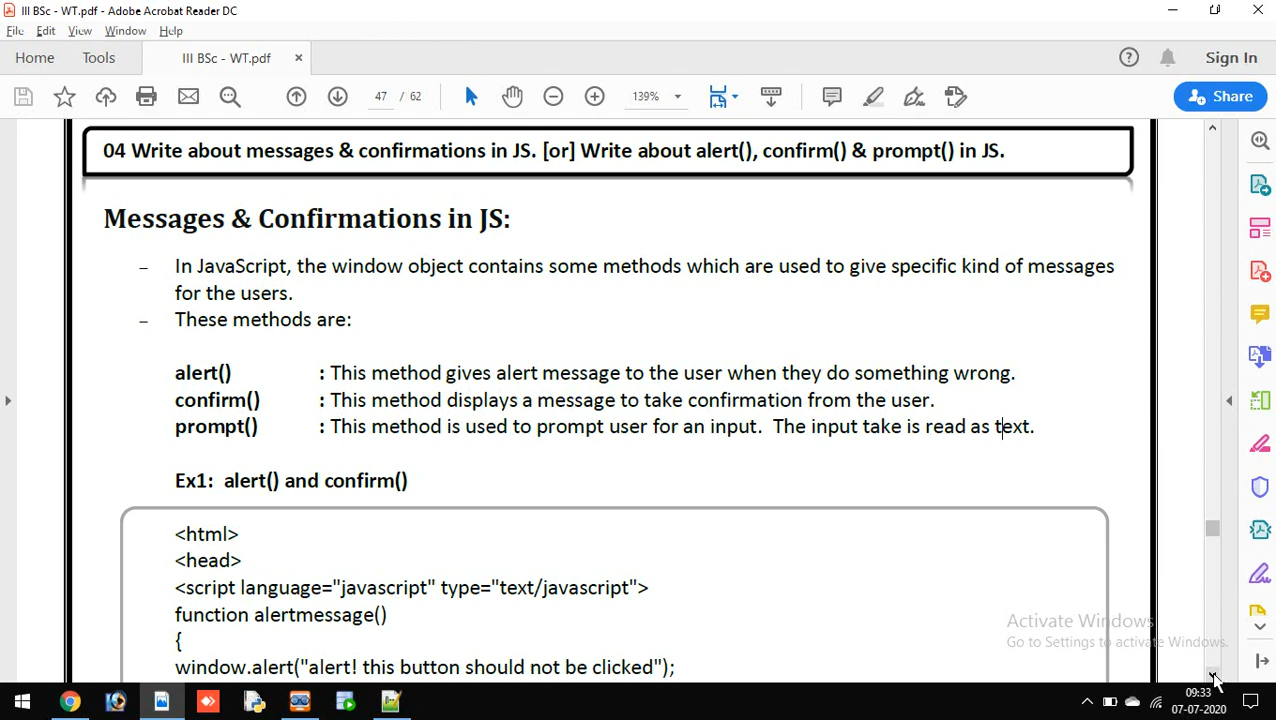 III BSc - WT.pdf - Adobe Acrobat Reader DC
File Edit View Window Help
Home Tools III BSc - WT.pdf × Sign In
47 / 62 139% Share
04 Write about messages & confirmations in JS. [or] Write about alert(), confirm() & prompt() in JS.
Messages & Confirmations in JS:
– In JavaScript, the window object contains some methods which are used to give specific kind of messages
for the users.
– These methods are:
alert() : This method gives alert message to the user when they do something wrong.
confirm() : This method displays a message to take confirmation from the user.
prompt() : This method is used to prompt user for an input. The input take is read as text.
Ex1: alert() and confirm()
<html>
<head>
<script language="javascript" type="text/javascript">
function alertmessage()
{
window.alert("alert! this button should not be clicked");
Activate Windows
Go to Settings to activate Windows.
09:33
07-07-2020